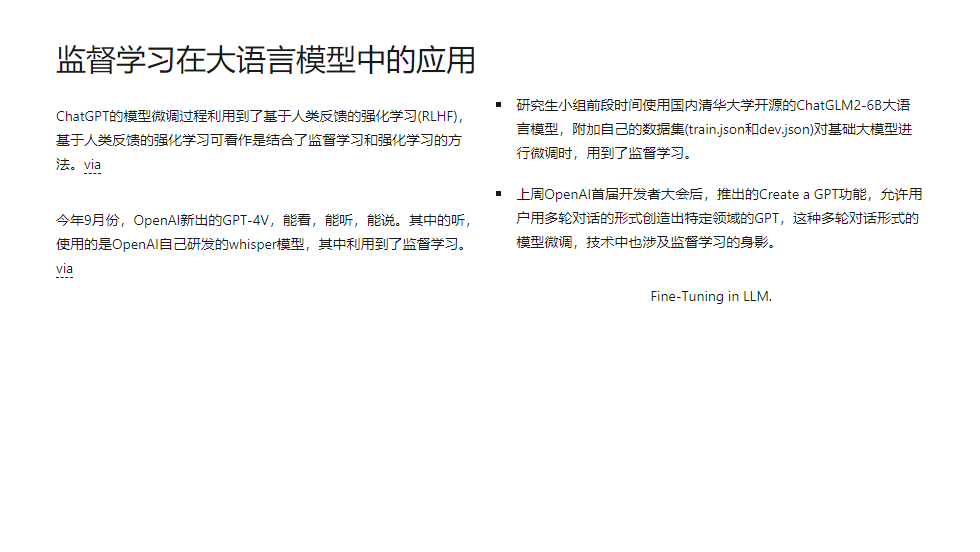 监督学习在大语言模型中的应用
ChatGPT的模型微调过程利用到了基于人类反馈的强化学习(RLHF)，
基于人类反馈的强化学习可看作是结合了监督学习和强化学习的方
法。via
今年9月份，OpenAI新出的GPT-4V，能看，能听，能说。其中的听，
使用的是OpenAI自己研发的whisper模型，其中利用到了监督学习。
via
▪ 研究生小组前段时间使用国内清华大学开源的ChatGLM2-6B大语
言模型，附加自己的数据集(train.json和dev.json)对基础大模型进
行微调时，用到了监督学习。
▪ 上周OpenAI首届开发者大会后，推出的Create a GPT功能，允许用
户用多轮对话的形式创造出特定领域的GPT，这种多轮对话形式的
模型微调，技术中也涉及监督学习的身影。
Fine-Tuning in LLM.